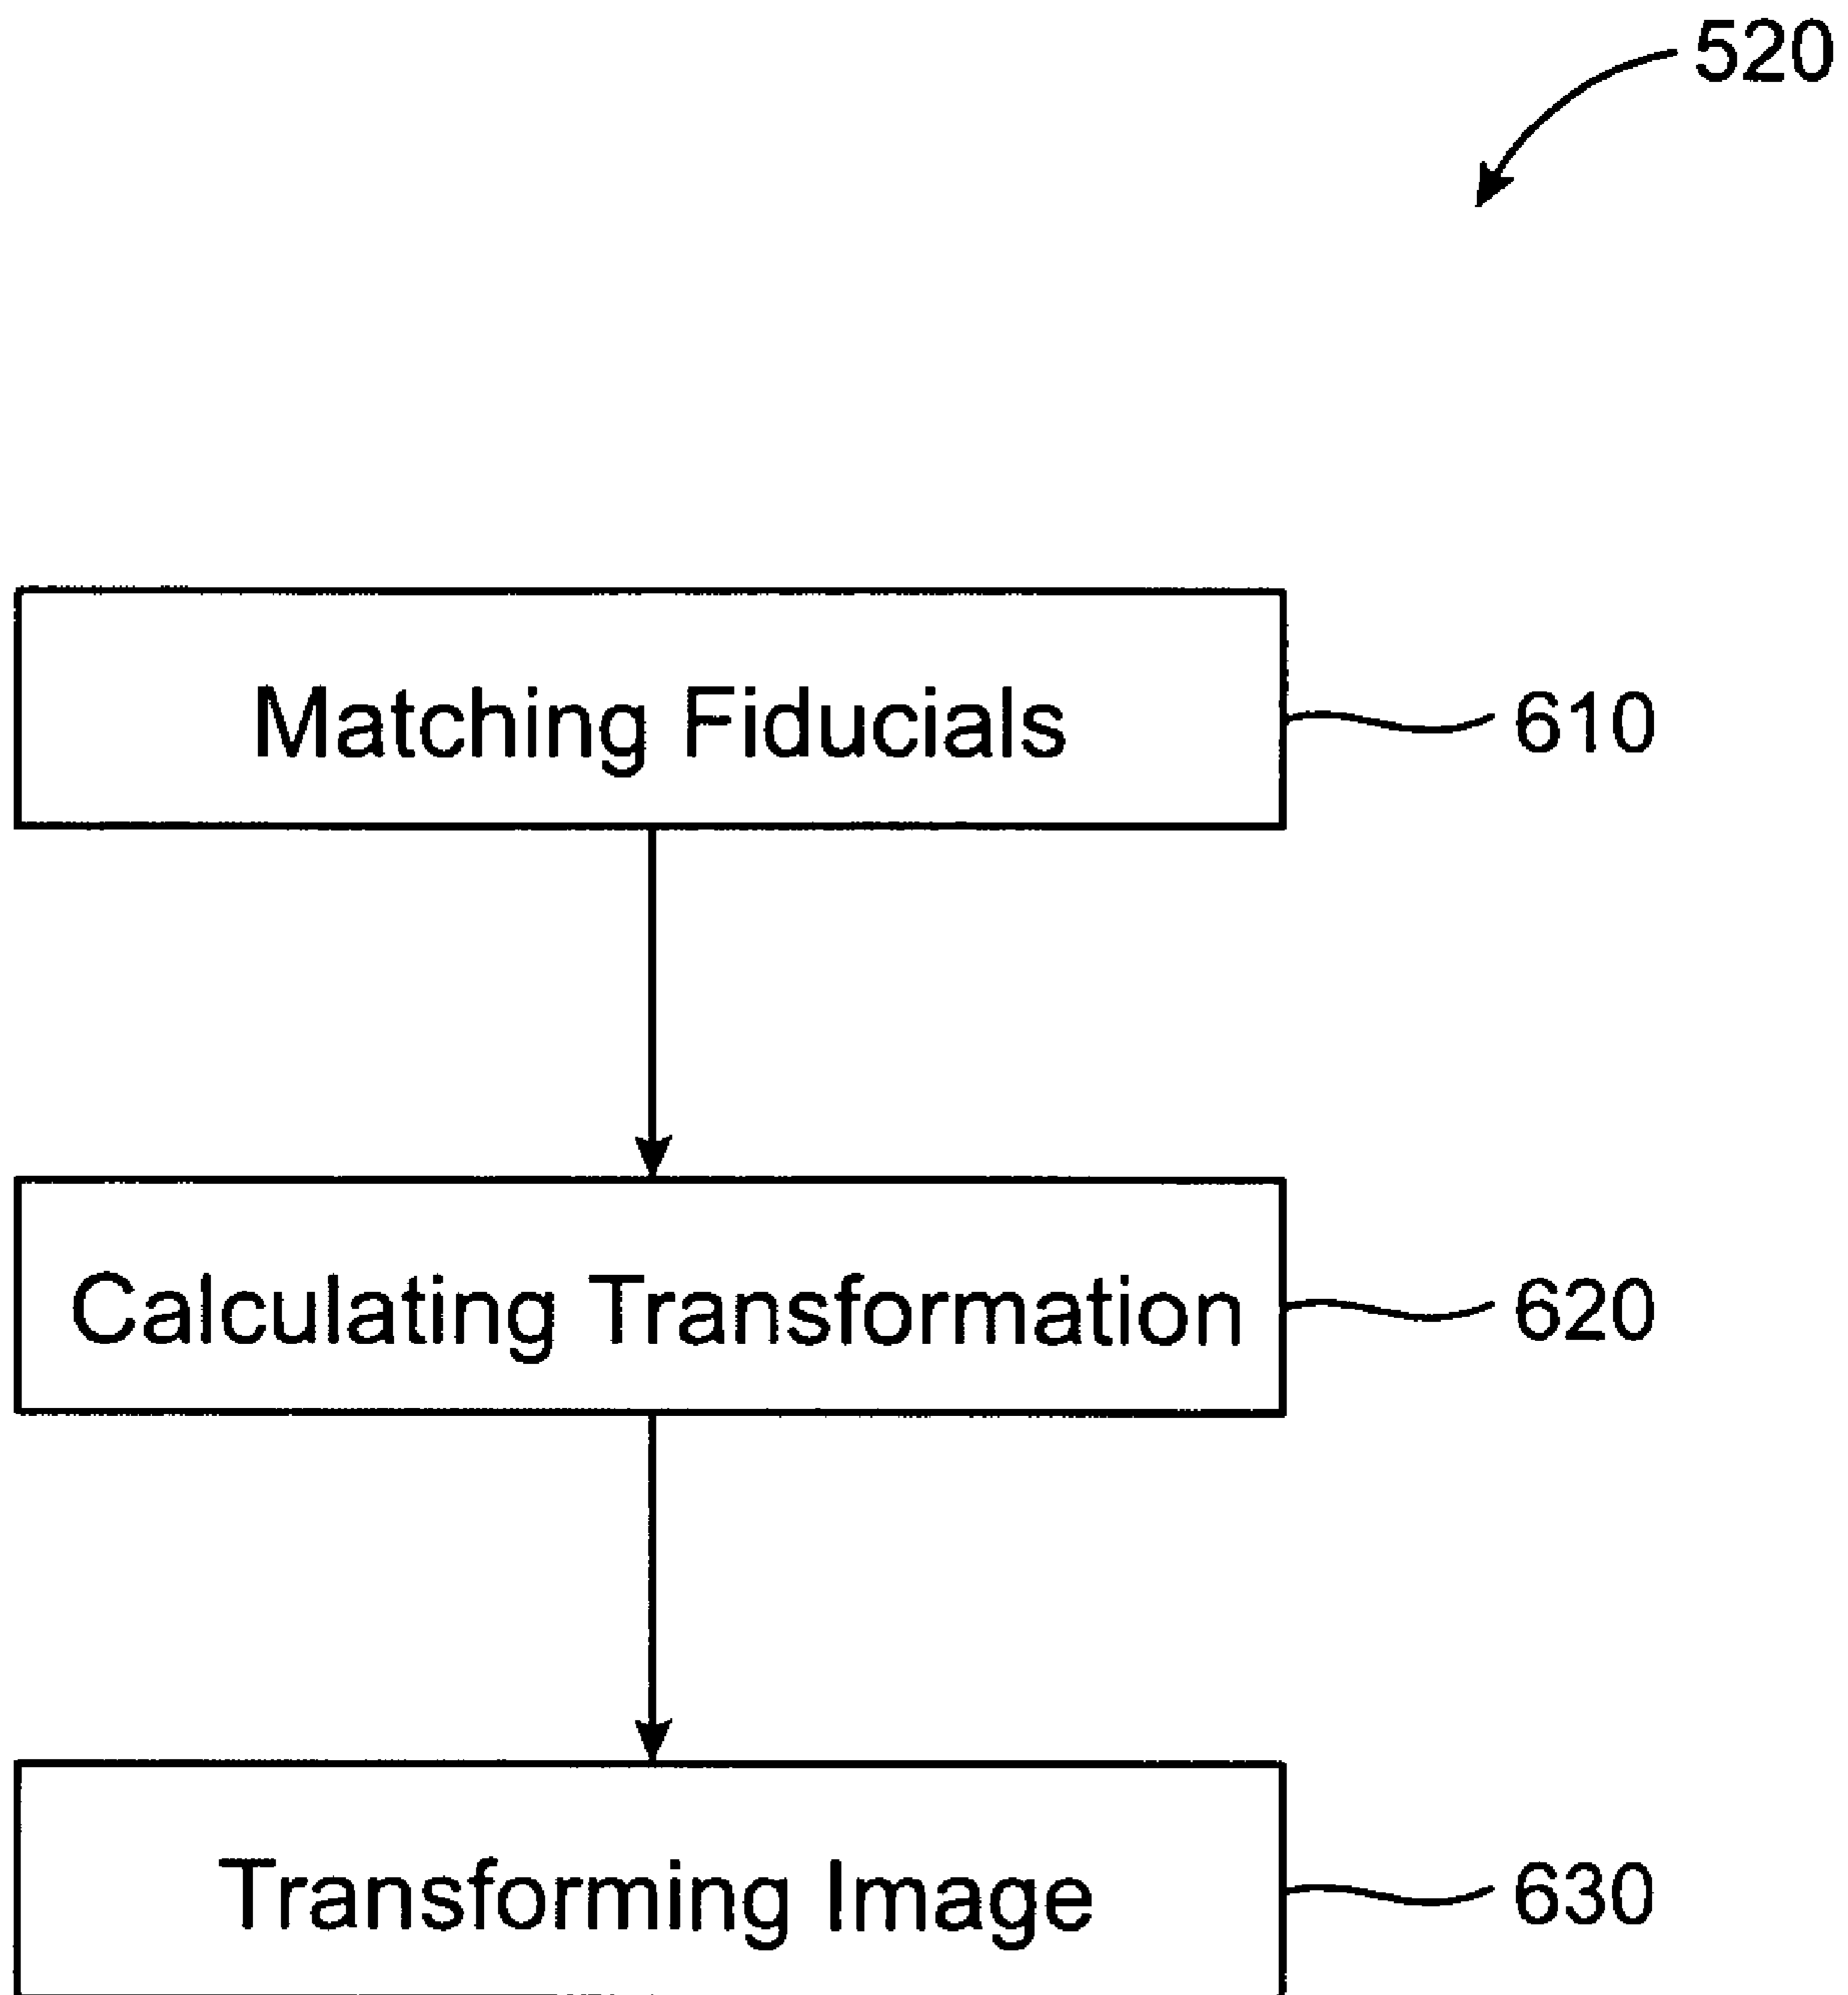 520
Matching Fiducials
610
Calculating Transformation
620
Transforming Image
630